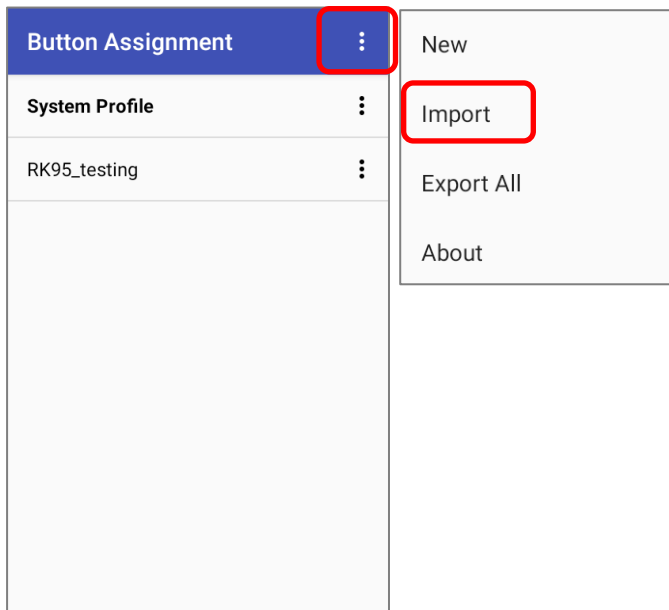 Button Assignment
System Profile
RK95_testing
New
Import
Export All
About